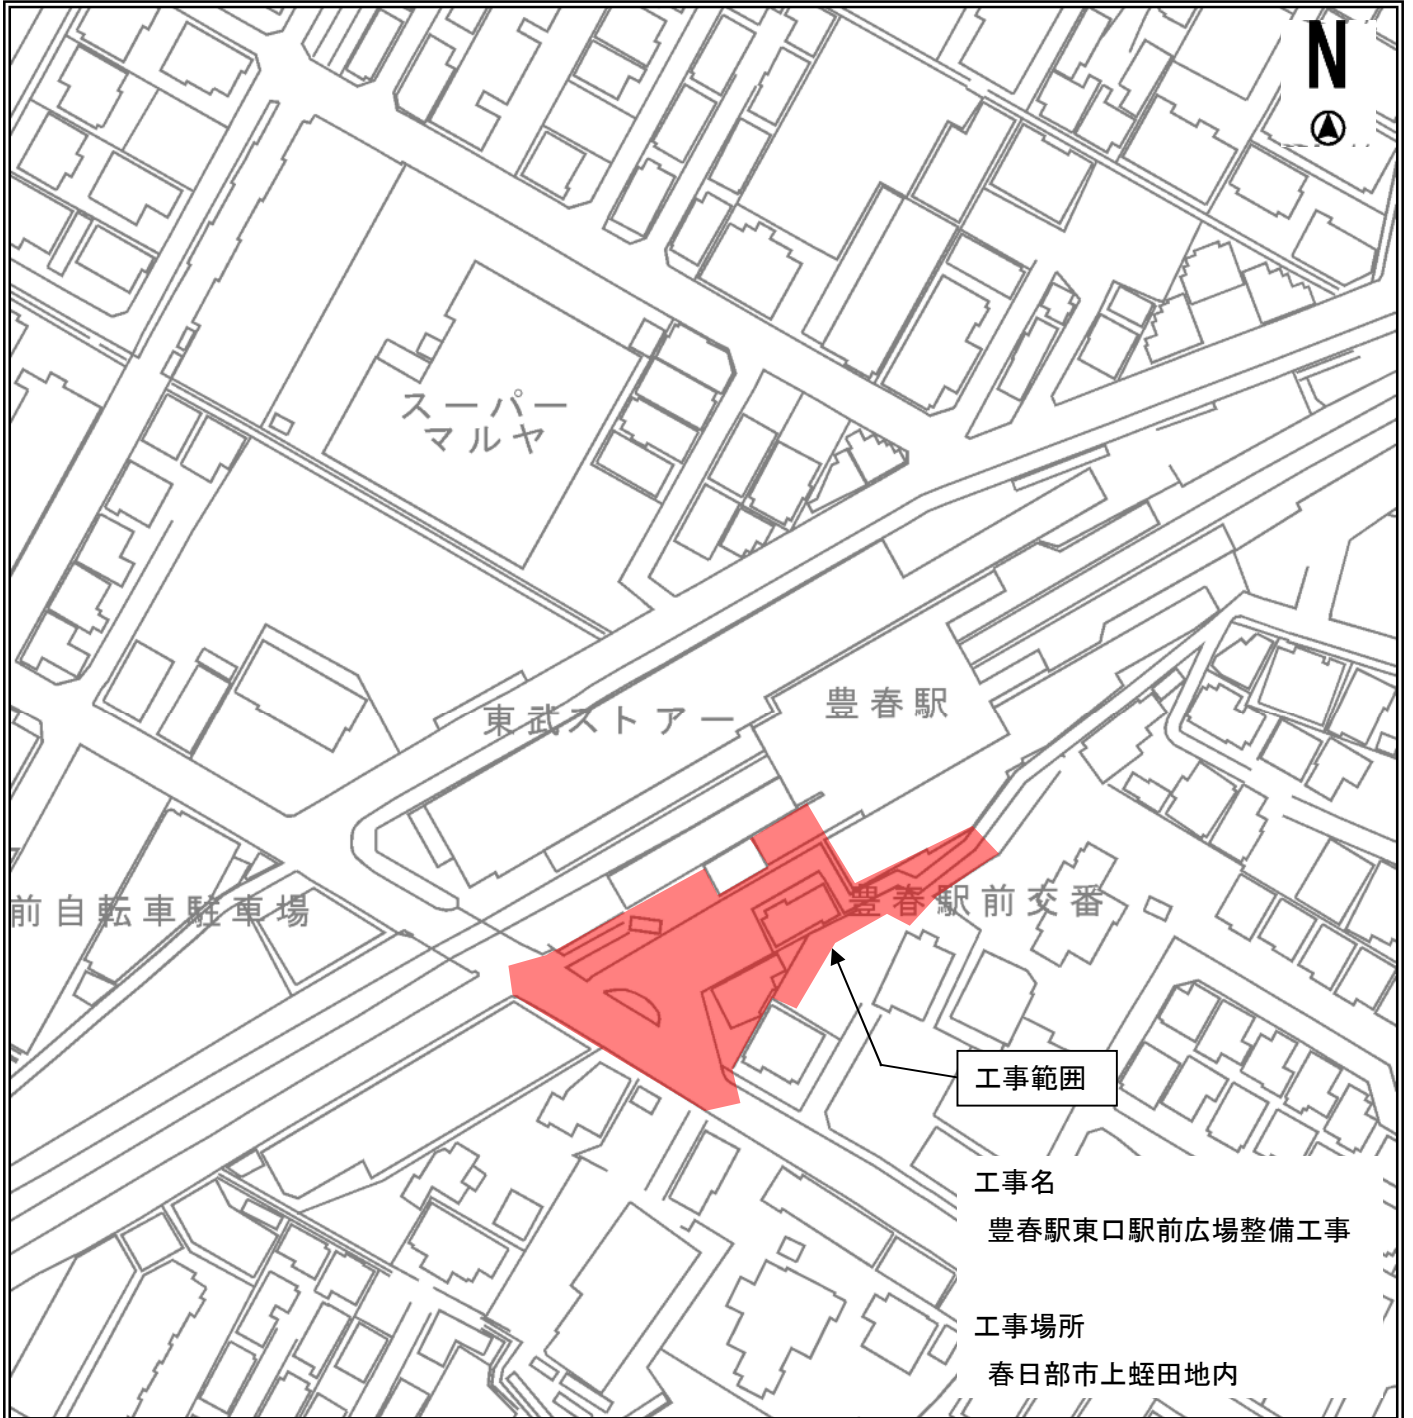 N
スーパー
マルヤ
豊春駅
東武ストアー
前自転車駐車場
豊春駅前交番
工事範囲
工事名
豊春駅東口駅前広場整備工事
工事場所
春日部市上蛭田地内